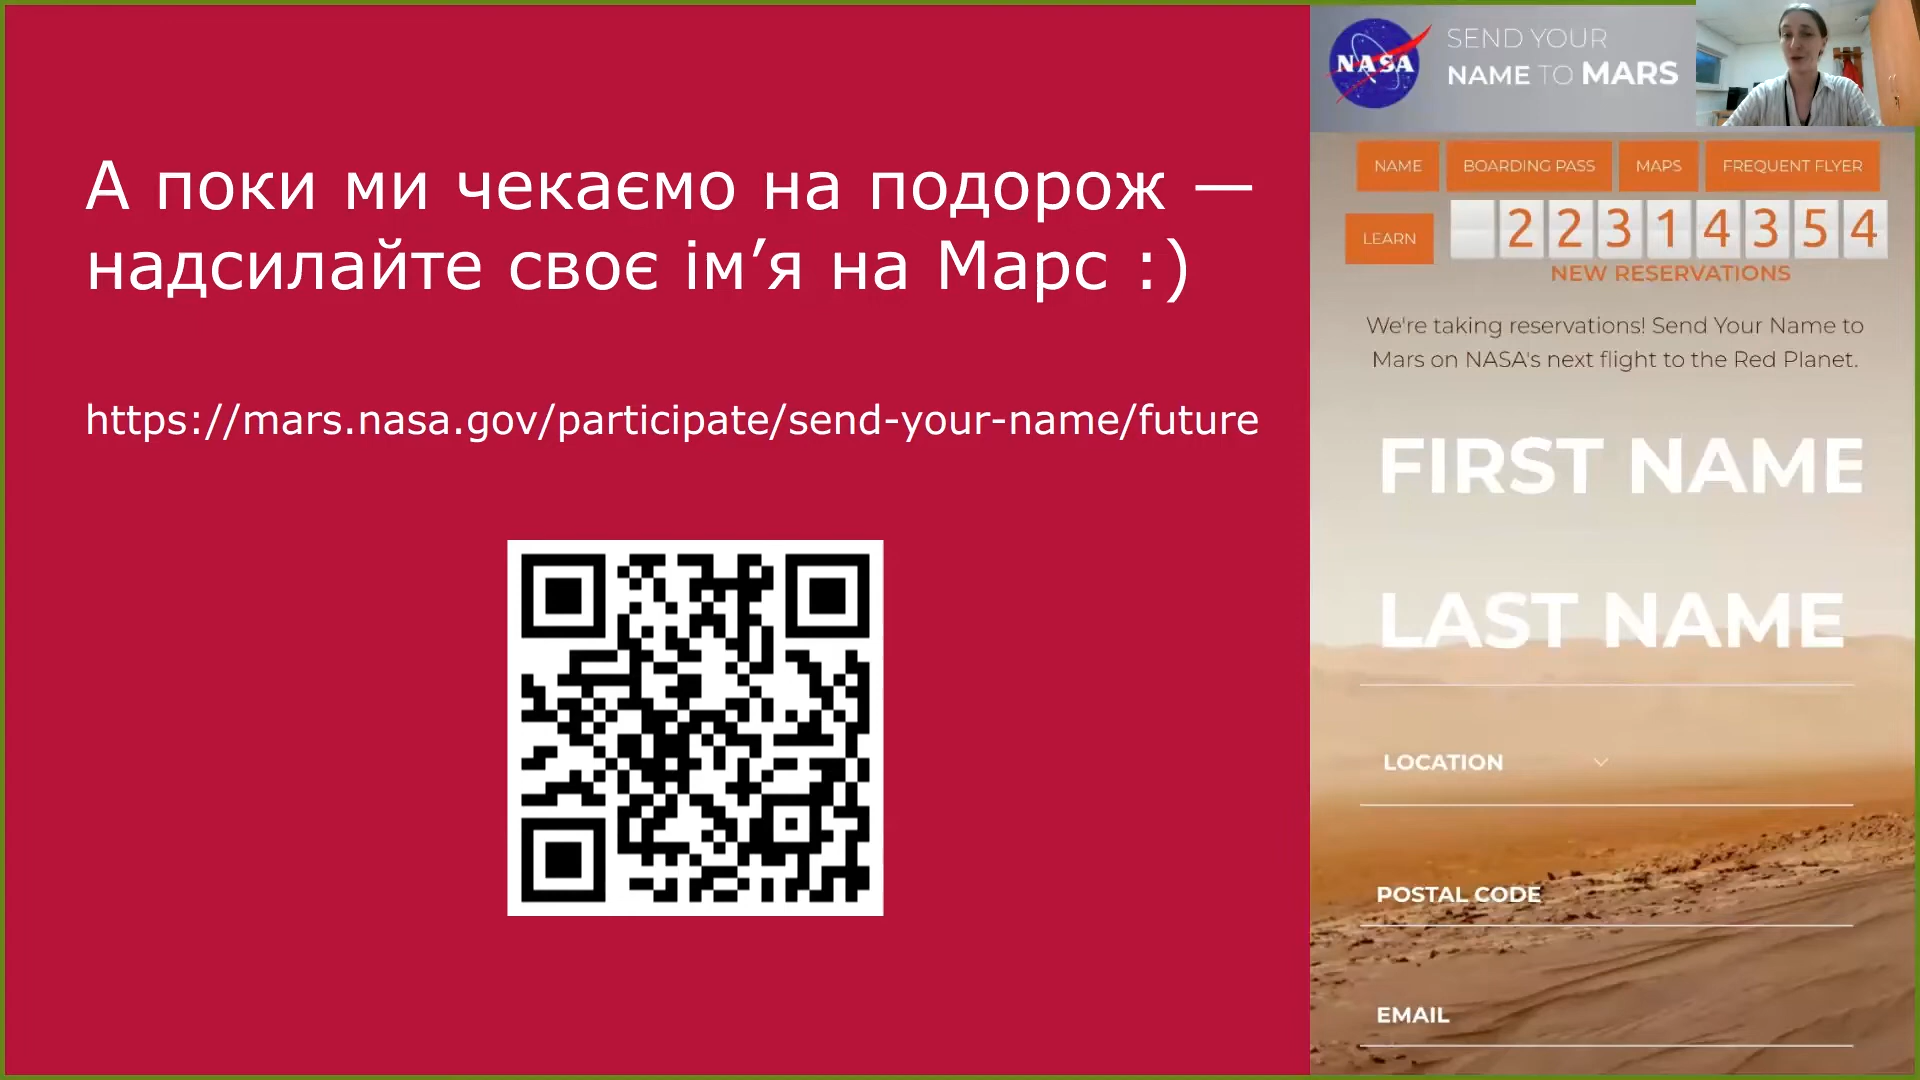 А поки ми чекаємо на подорож —
надсилайте своє ім’я на Марс :)
https://mars.nasa.gov/participate/send-your-name/future
NASA
SEND YOUR
NAME TO MARS
NAME BOARDING PASS MAPS FREQUENT FLYER
LEARN 22314354
NEW RESERVATIONS
We're taking reservations! Send Your Name to
Mars on NASA's next flight to the Red Planet.
FIRST NAME
LAST NAME
LOCATION
POSTAL CODE
EMAIL